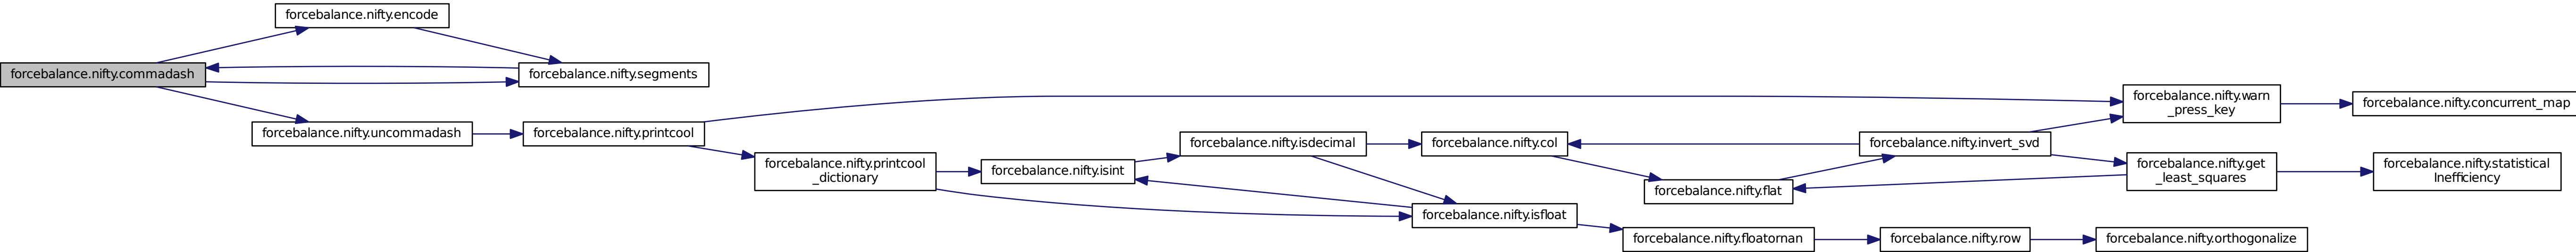 forcebalance.nifty.commadash
forcebalance.nifty.encode
forcebalance.nifty.segments
forcebalance.nifty.uncommadash
forcebalance.nifty.printcool
forcebalance.nifty.printcool
_dictionary
forcebalance.nifty.isint
forcebalance.nifty.isdecimal
forcebalance.nifty.isfloat
forcebalance.nifty.col
forcebalance.nifty.flat
forcebalance.nifty.floatornan
forcebalance.nifty.invert_svd
forcebalance.nifty.row
forcebalance.nifty.warn
_press_key
forcebalance.nifty.get
_least_squares
forcebalance.nifty.orthogonalize
forcebalance.nifty.concurrent_map
forcebalance.nifty.statistical
Inefficiency